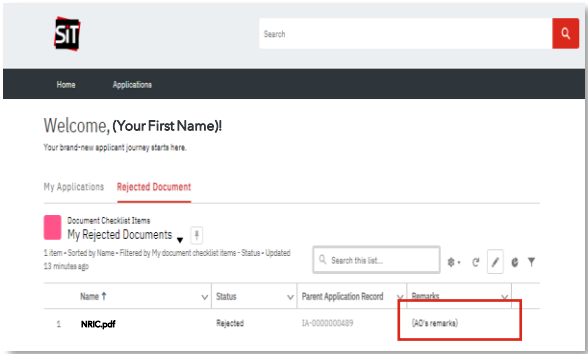 SiT
Search
Home Applications
Welcome, (Your First Name)!
Your brand-new applicant journey starts here.
My Applications Rejected Document
Document Checklist Items
My Rejected Documents
1 item • Sorted by Name • Filtered by My document checklist items - Status • Updated
13 minutes ago
Search this list...
Name ↑ Status Parent Application Record Remarks
1 NRIC.pdf Rejected IA-0000000489 (AO's remarks)